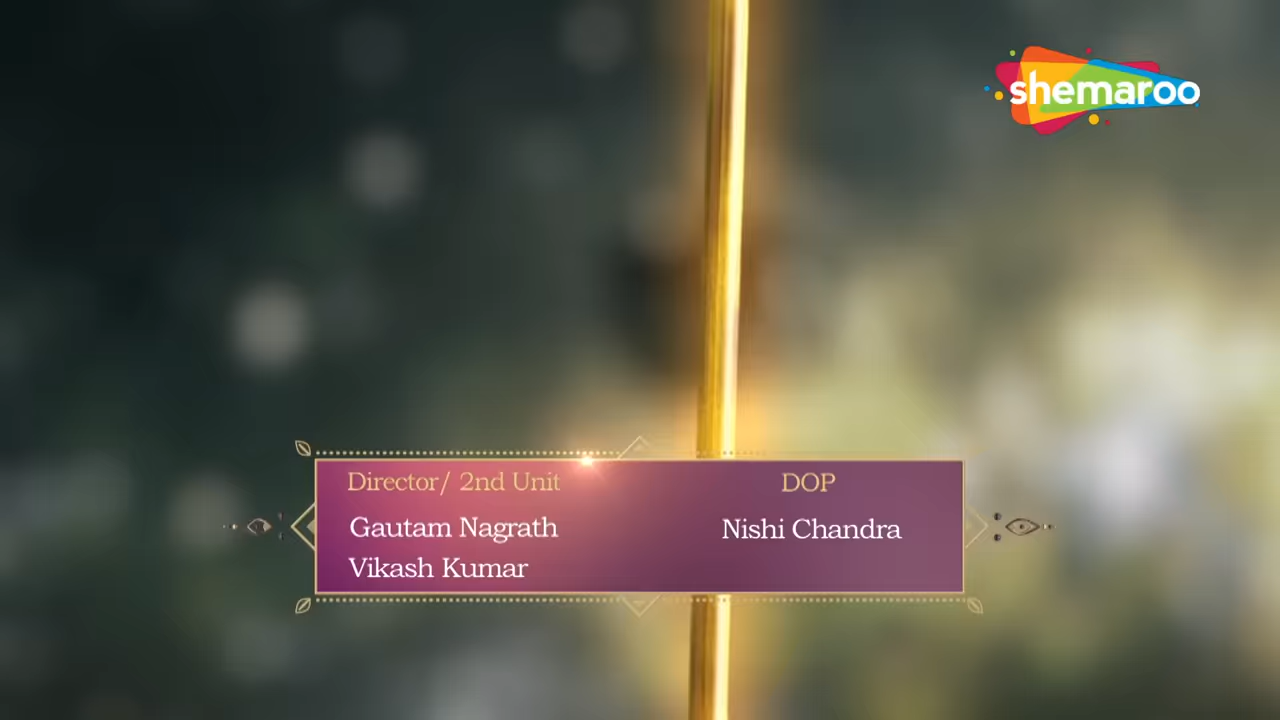 shemaroo
Director/ 2nd Unit
Gautam Nagrath
Vikash Kumar
DOP
Nishi Chandra